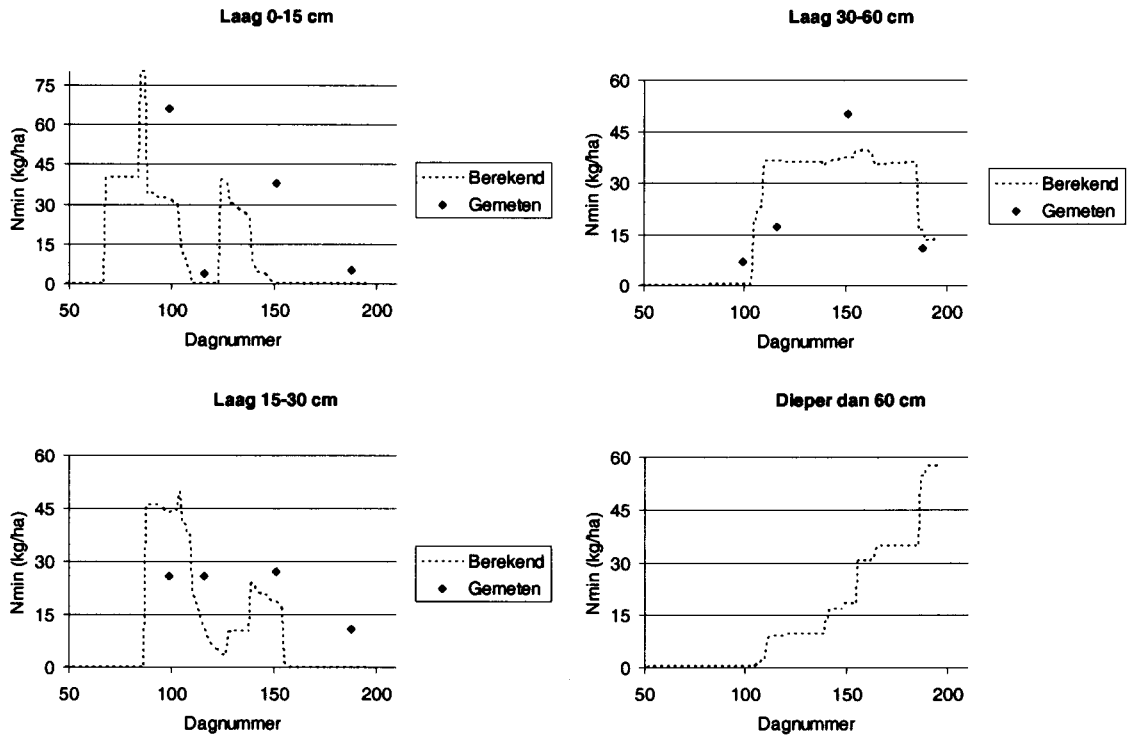 Laag 0-15 cm
Nmin (kg/ha)
75
60
45
30
15
0
50
100
150
200
Dagnummer
Berekend
Gemeten
Laag 30-60 cm
Nmin (kg/ha)
60
45
30
15
0
50
100
150
200
Dagnummer
Berekend
Gemeten
Laag 15-30 cm
Nmin (kg/ha)
60
45
30
15
0
50
100
150
200
Dagnummer
Berekend
Gemeten
Dieper dan 60 cm
Nmin (kg/ha)
60
45
30
15
0
50
100
150
200
Dagnummer